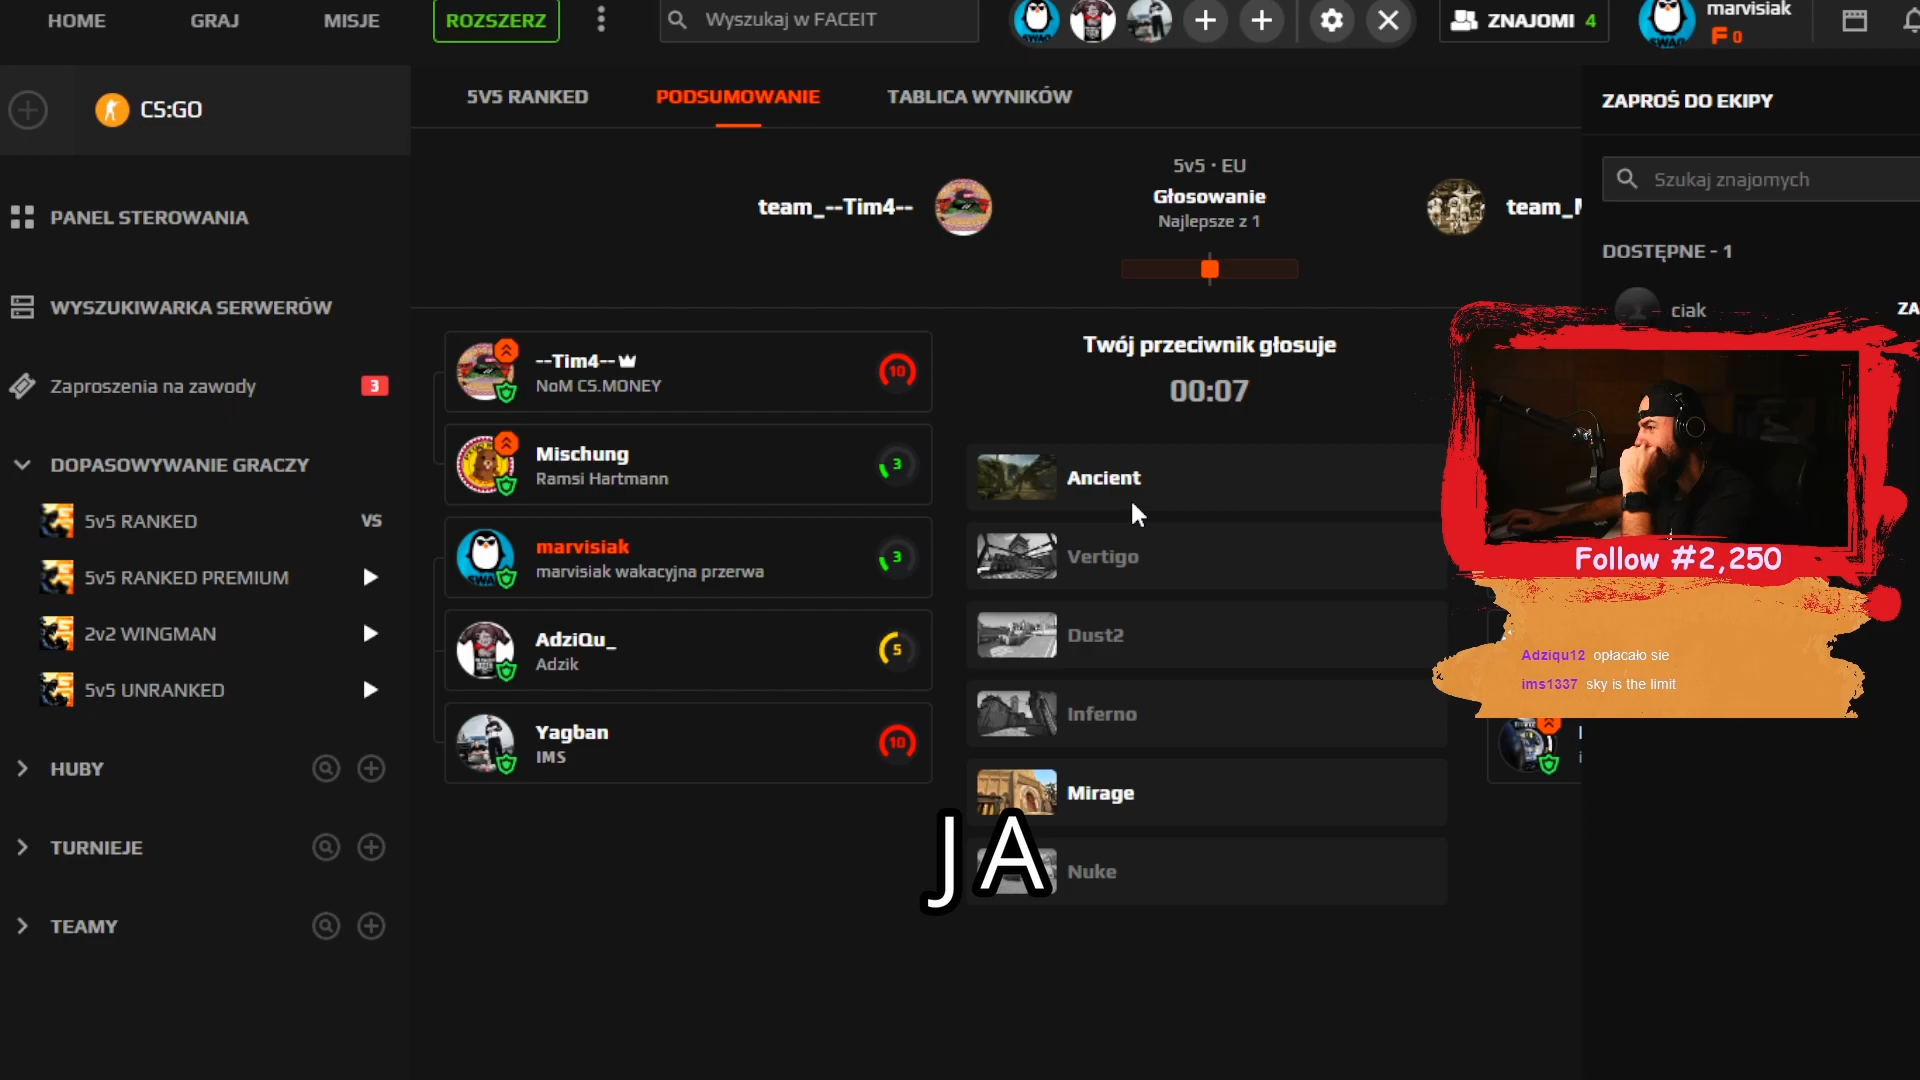 HOME GRAJ MISJE ROZSZERZ Wyszukaj w FACEIT ZNAJOMI 4 marvisiak
F 0
CS:GO
5V5 RANKED PODSUMOWANIE TABLICA WYNIKÓW
ZAPROŚ DO EKIPY
PANEL STEROWANIA
WYSZUKIWARKA SERWERÓW
Zaproszenia na zawody 3
DOPASOWYWANIE GRACZY
5v5 RANKED VS
5v5 RANKED PREMIUM
2v2 WINGMAN
5v5 UNRANKED
HUBY
TURNIEJE
TEAMY
team_--Tim4--
5v5 · EU
Głosowanie
Najlepsze z 1
--Tim4--
NoM CS.MONEY
10
Mischung
Ramsi Hartmann
3
marvisiak
marvisiak wakacyjna przerwa
3
AdziQu_
Adzik
5
Yagban
IMS
10
Twój przeciwnik głosuje
00:07
Ancient
Vertigo
Dust2
Inferno
Mirage
Nuke
JA
Szukaj znajomych
DOSTĘPNE - 1
ciak
Follow #2,250
Adziqu12 opłacało sie
ims1337 sky is the limit
SWAG